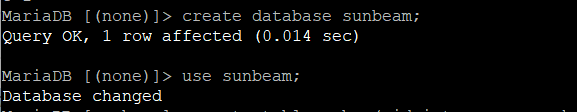 MariaDB [(none)]> create database sunbeam;
Query OK, 1 row affected (0.014 sec)
MariaDB [(none)]> use sunbeam;
Database changed